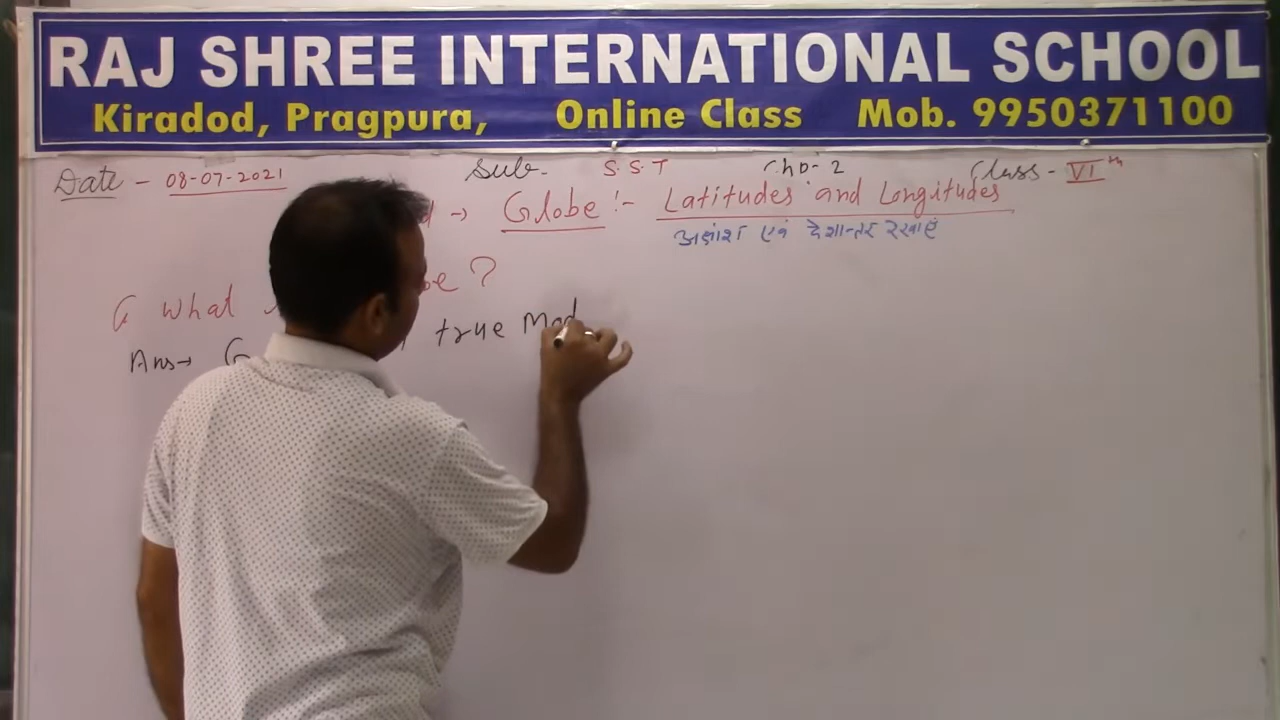 RAJ SHREE INTERNATIONAL SCHOOL
Kiradod, Pragpura, Online Class Mob. 9950371100
Date - 08-07-2021 Sub- S.S.T Chp-2 Class- VIth
→ Globe :- Latitudes and Longitudes
अक्षांश एवं देशान्तर रेखाएं
Q What ?
Ans→ G true Mod